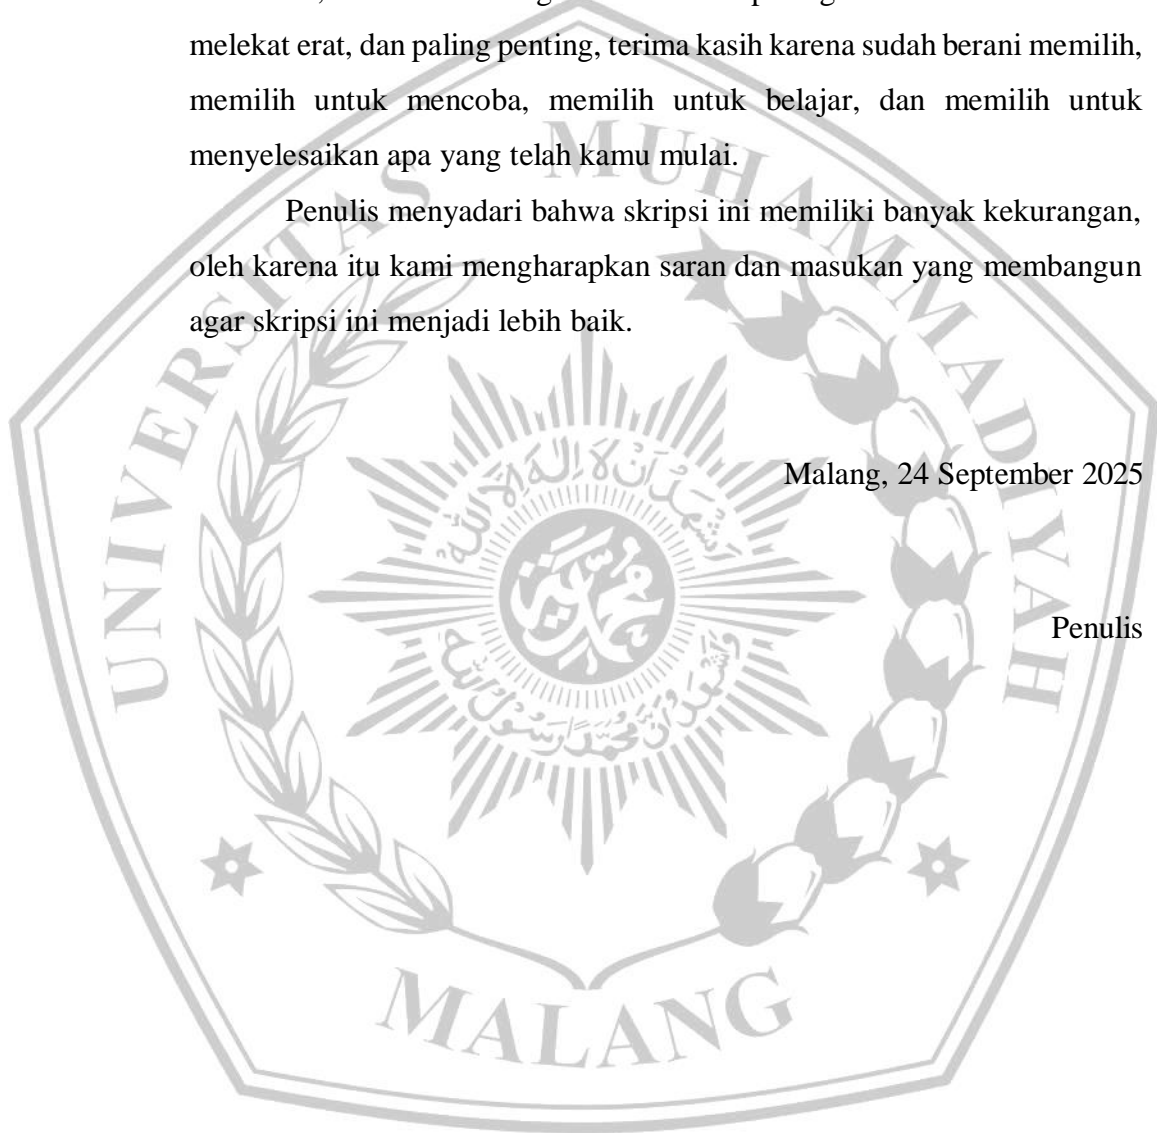 melekat erat, dan paling penting, terima kasih karena sudah berani memilih,
memilih untuk mencoba, memilih untuk belajar, dan memilih untuk
menyelesaikan apa yang telah kamu mulai.
Penulis menyadari bahwa skripsi ini memiliki banyak kekurangan,
oleh karena itu kami mengharapkan saran dan masukan yang membangun
agar skripsi ini menjadi lebih baik.
Malang, 24 September 2025
Penulis
UNIVERSITAS MUHAMMADIYAH
MALANG